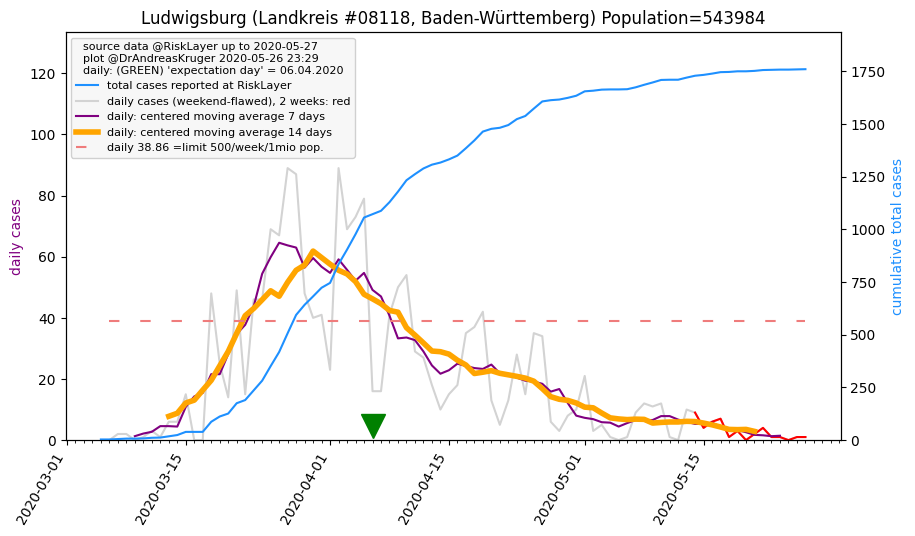 Ludwigsburg (Landkreis #08118, Baden-Württemberg) Population=543984
source data @RiskLayer up to 2020-05-27
plot @DrAndreasKruger 2020-05-26 23:29
daily: (GREEN) 'expectation day' = 06.04.2020
total cases reported at RiskLayer
daily cases (weekend-flawed), 2 weeks: red
daily: centered moving average 7 days
daily: centered moving average 14 days
daily 38.86 =limit 500/week/1mio pop.
daily cases
120
100
80
60
40
20
0
1750
1500
1250
1000
750
500
250
0
cumulative total cases
2020-03-01
2020-03-15
2020-04-01
2020-04-15
2020-05-01
2020-05-15